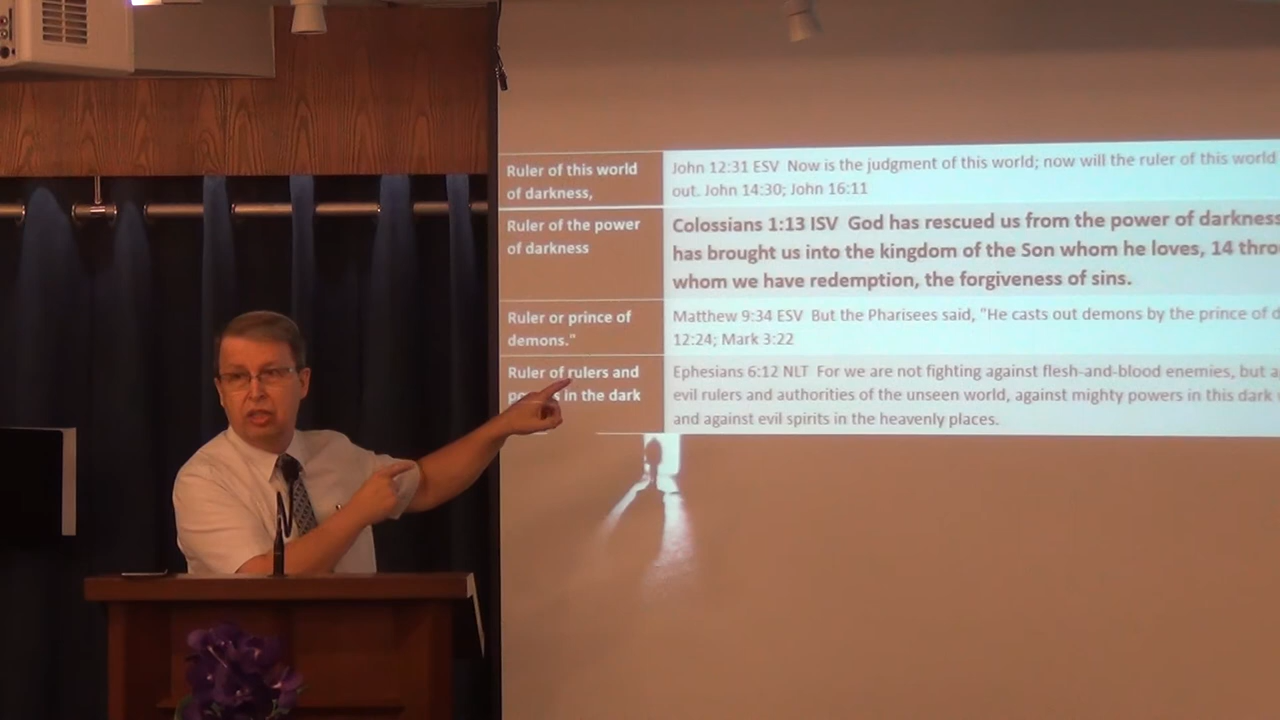 Ruler of this world
of darkness,
John 12:31 ESV  Now is the judgment of this world; now will the ruler of this world
out. John 14:30; John 16:11
Ruler of the power
of darkness
Colossians 1:13 ISV  God has rescued us from the power of darkness
has brought us into the kingdom of the Son whom he loves, 14 thro
whom we have redemption, the forgiveness of sins.
Ruler or prince of
demons."
Matthew 9:34 ESV  But the Pharisees said, "He casts out demons by the prince of d
12:24; Mark 3:22
Ruler of rulers and
in the dark
Ephesians 6:12 NLT  For we are not fighting against flesh-and-blood enemies, but a
evil rulers and authorities of the unseen world, against mighty powers in this dark
and against evil spirits in the heavenly places.